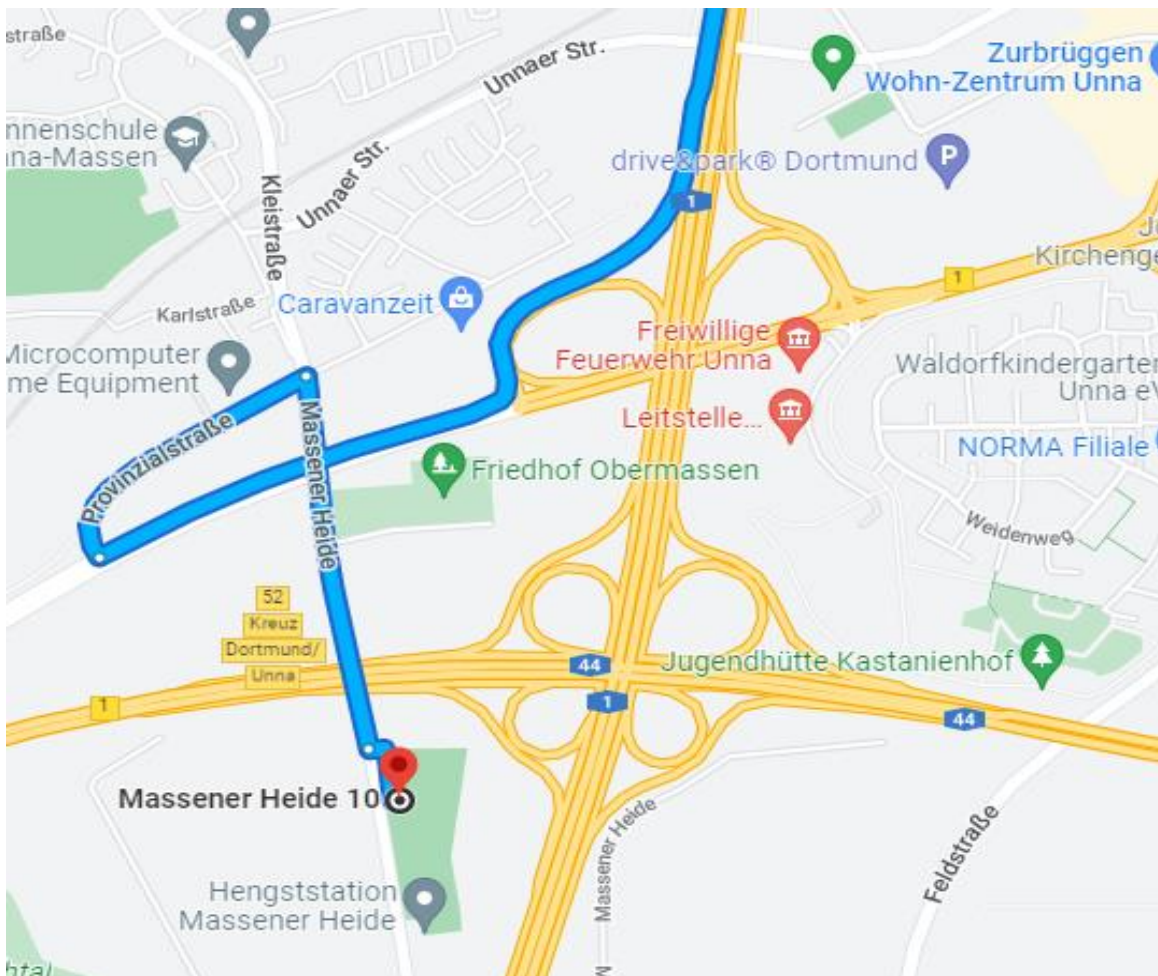 straße
Unnaer Str.
Zurbrüggen
Wohn-Zentrum Unna
nnenschule
na-Massen
drive&park® Dortmund
P
Unnaer Str.
Kleistraße
1
Kirchenge
1
Karlstraße
Caravanzeit
Freiwillige
Feuerwehr Unna
Microcomputer
me Equipment
Waldorfkindergarten
Unna eV
Leitstelle...
Massener Heide
Provinzialstraße
NORMA Filiale
Friedhof Obermassen
Weidenweg
52
Kreuz
Dortmund/
Unna
44
Jugendhütte Kastanienhof
1
1
44
Massener Heide 10
Massener Heide
Feldstraße
Hengststation
Massener Heide